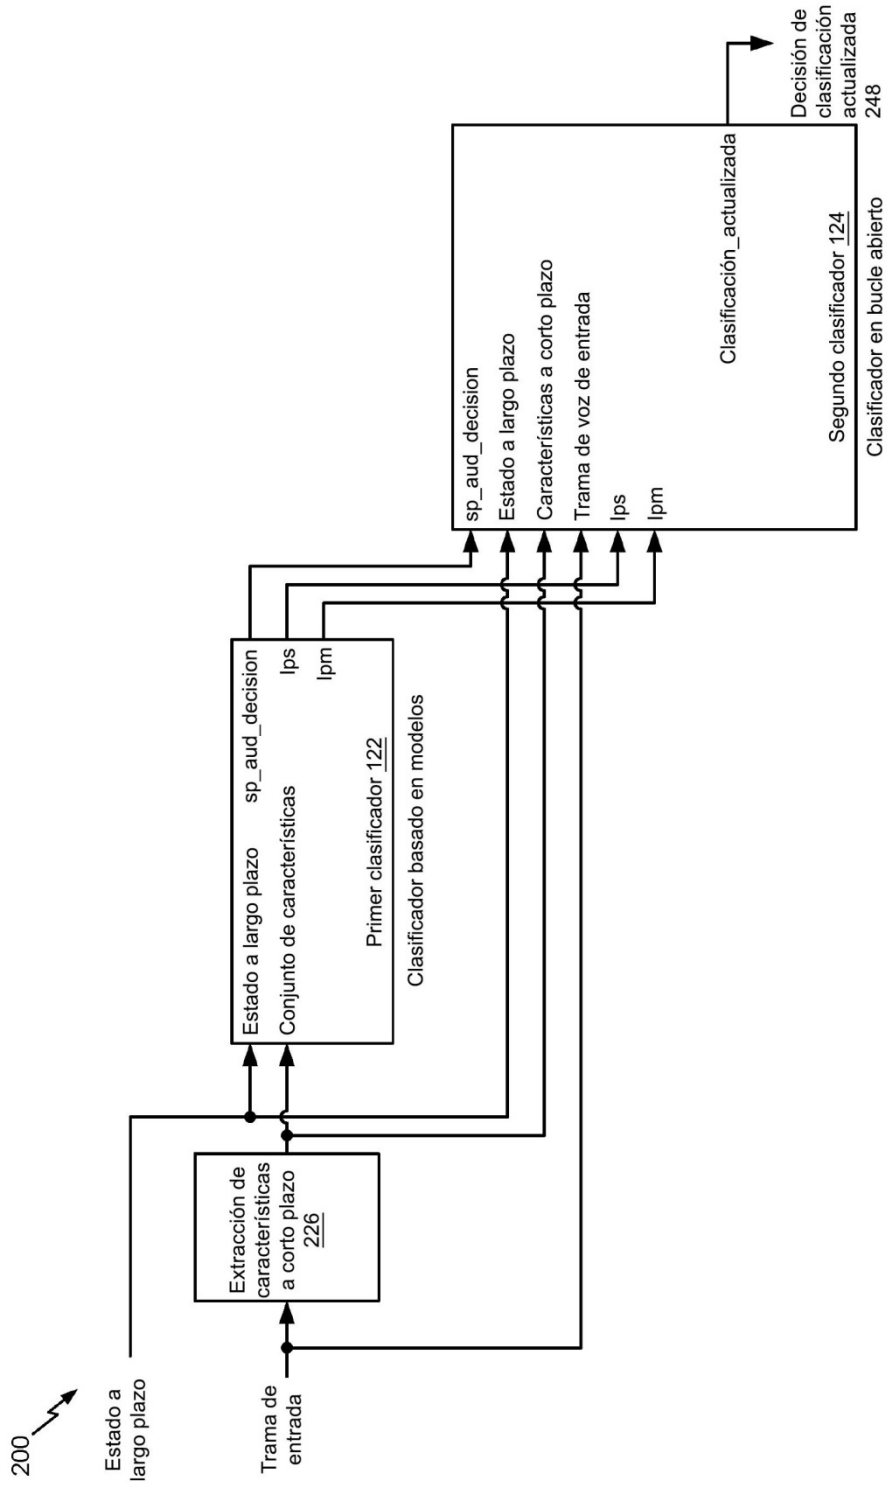 200
Estado a
largo plazo
Trama de
entrada
Extracción de
características
a corto plazo
226
Estado a largo plazo
sp_aud_decision
Conjunto de características
lps
lpm
Primer clasificador 122
Clasificador basado en modelos
sp_aud_decision
Estado a largo plazo
Características a corto plazo
Trama de voz de entrada
lps
lpm
Clasificación_actualizada
Segundo clasificador 124
Clasificador en bucle abierto
Decisión de
clasificación
actualizada
248